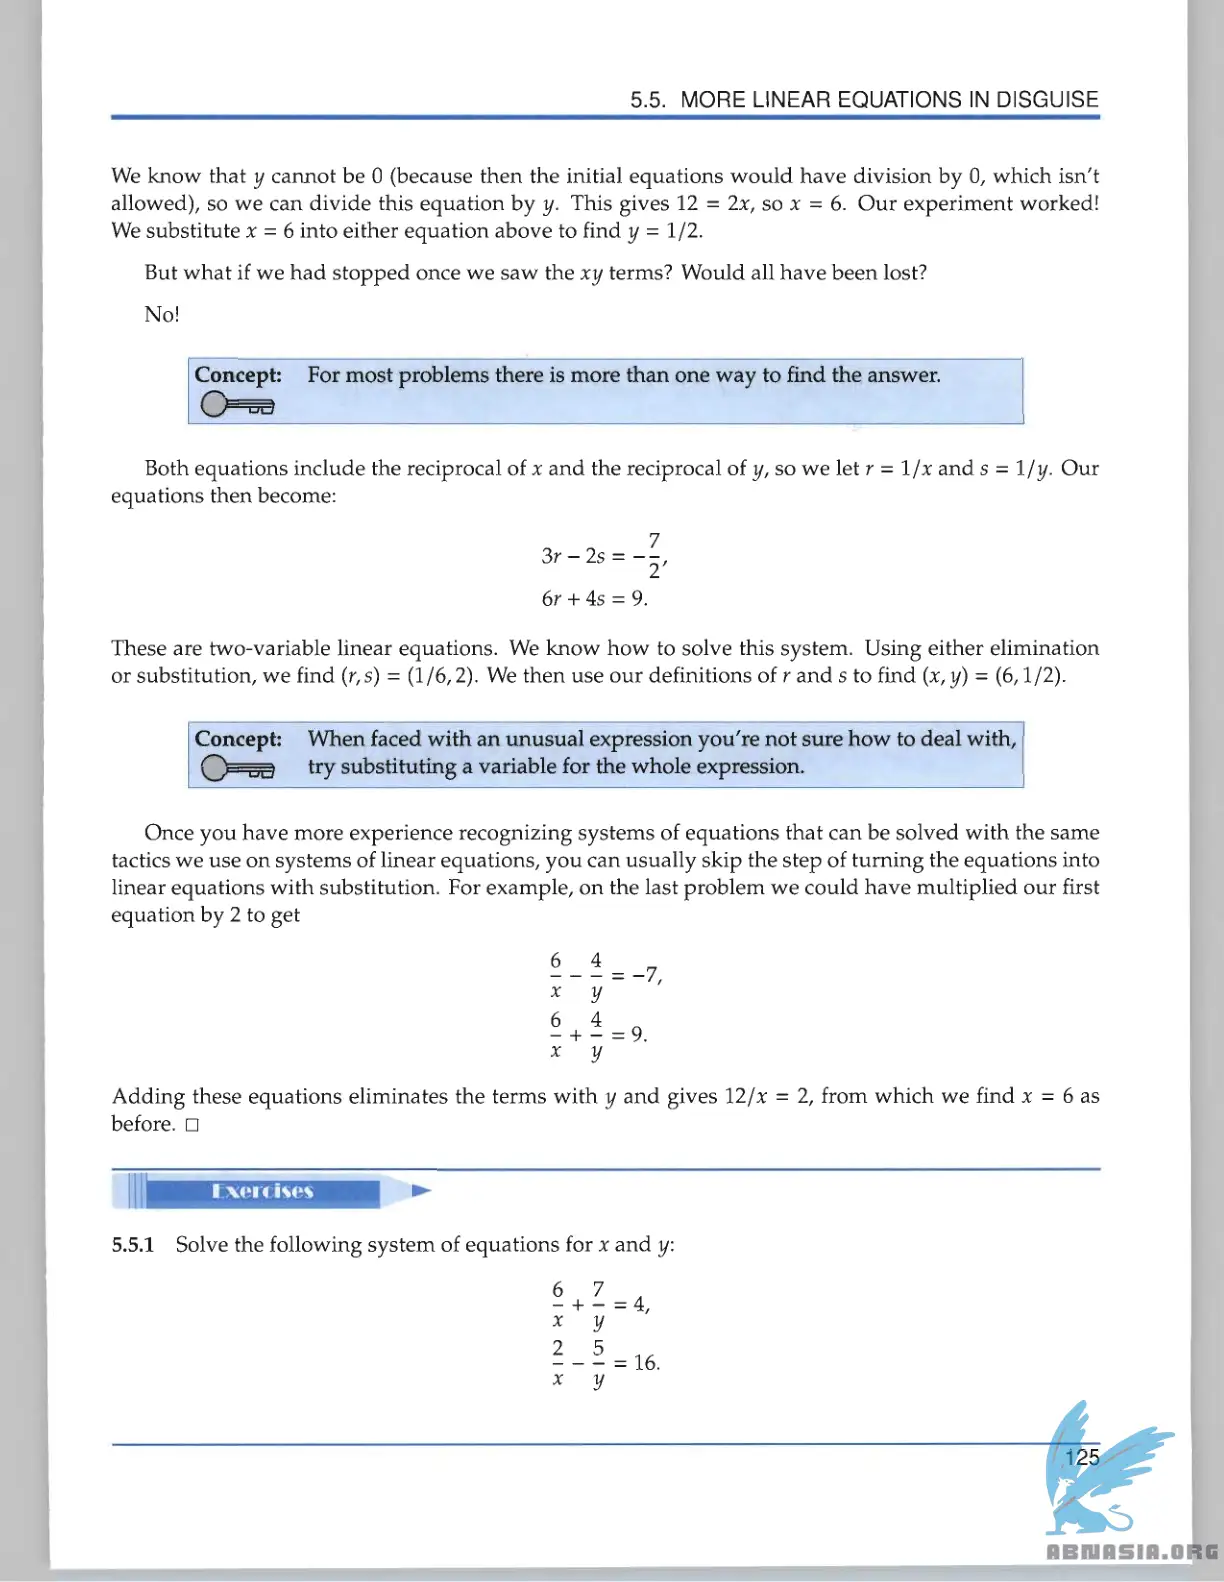 5.5. MORE LINEAR EQUATIONS IN DISGUISE
We know that y cannot be 0 (because then the initial equations would have division by 0, which isn't
allowed), so we can divide this equation by y. This gives 12 = 2x, so x = 6. Our experiment worked!
We substitute x = 6 into either equation above to find y = 1/2.
But what if we had stopped once we saw the xy terms? Would all have been lost?
No!
Concept: For most problems there is more than one way to find the answer.
Both equations include the reciprocal of x and the reciprocal of y, so we let r = 1/x and s = 1/y. Our
equations then become:
3r − 2s = −7/2,
6r + 4s = 9.
These are two-variable linear equations. We know how to solve this system. Using either elimination
or substitution, we find (r, s) = (1/6, 2). We then use our definitions of r and s to find (x, y) = (6, 1/2).
Concept: When faced with an unusual expression you're not sure how to deal with,
try substituting a variable for the whole expression.
Once you have more experience recognizing systems of equations that can be solved with the same
tactics we use on systems of linear equations, you can usually skip the step of turning the equations into
linear equations with substitution. For example, on the last problem we could have multiplied our first
equation by 2 to get
6/x − 4/y = −7,
6/x + 4/y = 9.
Adding these equations eliminates the terms with y and gives 12/x = 2, from which we find x = 6 as
before. □
Exercises
5.5.1 Solve the following system of equations for x and y:
6/x + 7/y = 4,
2/x − 5/y = 16.
125
ABNASIA.ORG